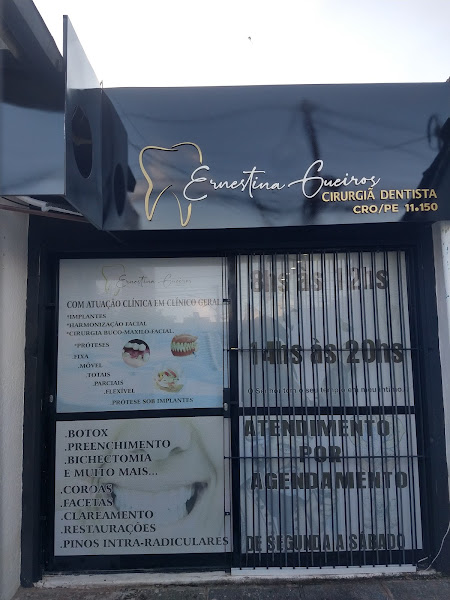 Ernestina Gueiros
CIRURGIÃ DENTISTA
CRO/PE 11.150
Ernestina Gueiros
COM ATUAÇÃO CLÍNICA EM CLÍNICO GERAL
*IMPLANTES
*HARMONIZAÇÃO FACIAL
*CIRURGIA BUCO-MAXILO-FACIAL
*PRÓTESES
.FIXA
.MÓVEL
.TOTAIS
.PARCIAIS
.FLEXÍVEL
.PRÓTESE SOB IMPLANTES
.BOTOX
.PREENCHIMENTO
.BICHECTOMIA
E MUITO MAIS...
.COROAS
.FACETAS
.CLAREAMENTO
.RESTAURAÇÕES
.PINOS INTRA-RADICULARES
8hs às 12hs
14hs às 20hs
ATENDIMENTO
POR
AGENDAMENTO
DE SEGUNDA A SÁBADO